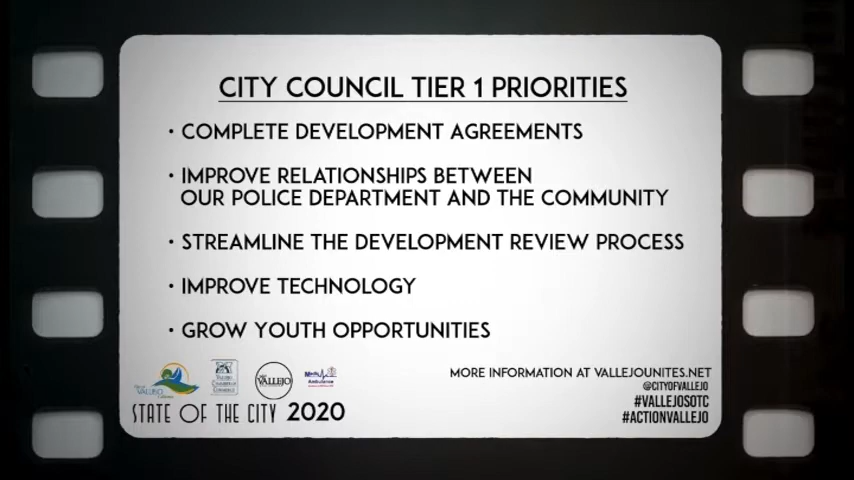 CITY COUNCIL TIER 1 PRIORITIES
• COMPLETE DEVELOPMENT AGREEMENTS
• IMPROVE RELATIONSHIPS BETWEEN
OUR POLICE DEPARTMENT AND THE COMMUNITY
• STREAMLINE THE DEVELOPMENT REVIEW PROCESS
• IMPROVE TECHNOLOGY
• GROW YOUTH OPPORTUNITIES
VALLEJO
VALLEJO
Ambulance
STATE OF THE CITY 2020
MORE INFORMATION AT VALLEJOUNITES.NET
@CITYOFVALLEJO
#VALLEJOSOTC
#ACTIONVALLEJO